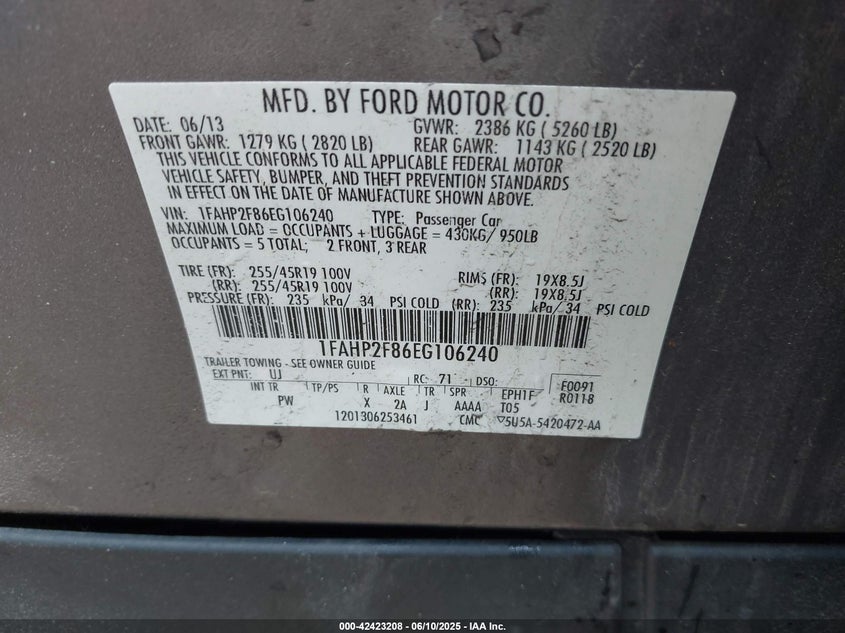 MFD. BY FORD MOTOR CO.
DATE: 06/13 GVWR: 2386 KG ( 5260 LB)
FRONT GAWR: 1279 KG ( 2820 LB) REAR GAWR: 1143 KG ( 2520 LB)
THIS VEHICLE CONFORMS TO ALL APPLICABLE FEDERAL MOTOR
VEHICLE SAFETY, BUMPER, AND THEFT PREVENTION STANDARDS
IN EFFECT ON THE DATE OF MANUFACTURE SHOWN ABOVE.
VIN: 1FAHP2F86EG106240 TYPE: Passenger Car
MAXIMUM LOAD = OCCUPANTS + LUGGAGE = 430KG/ 950LB
OCCUPANTS = 5 TOTAL; 2 FRONT, 3 REAR
TIRE (FR): 255/45R19 100V RIMS (FR): 19X8.5J
(RR): 255/45R19 100V (RR): 19X8.5J
PRESSURE (FR): 235 kPa/ 34 PSI COLD (RR): 235 kPa/ 34 PSI COLD
1FAHP2F86EG106240
TRAILER TOWING - SEE OWNER GUIDE
EXT PNT: UJ RC: 71 DSO: F0091
INT TR TP/PS R AXLE TR SPR EPH1F R0118
PW X 2A J AAAA T05
1201306253461 CMC ▽5U5A-5420472-AA
000-42423208 - 06/10/2025 - IAA Inc.